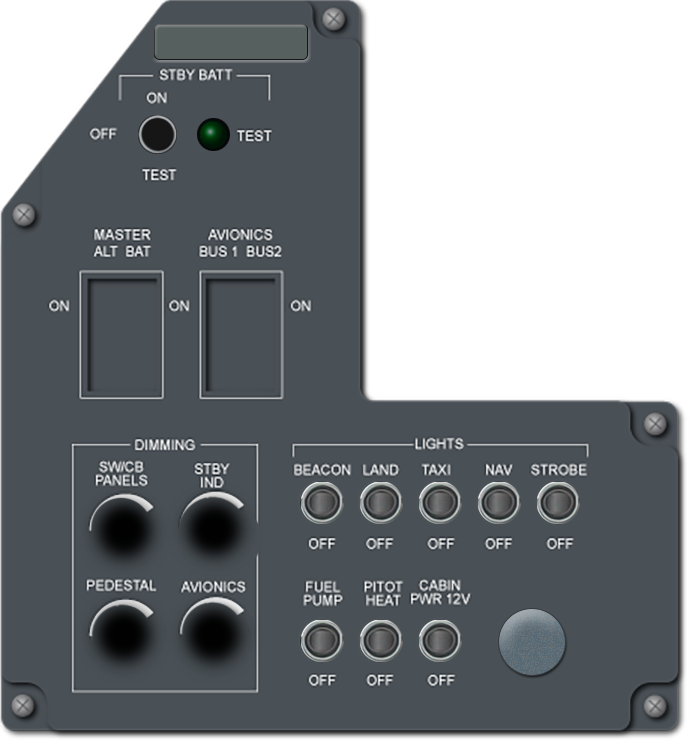 STBY BATT
ON
OFF
TEST
TEST
MASTER
ALT BAT
AVIONICS
BUS 1 BUS2
ON
ON
ON
DIMMING
SW/CB
PANELS
STBY
IND
PEDESTAL
AVIONICS
LIGHTS
BEACON LAND TAXI NAV STROBE
OFF OFF OFF OFF OFF
FUEL
PUMP
PITOT
HEAT
CABIN
PWR 12V
OFF OFF OFF